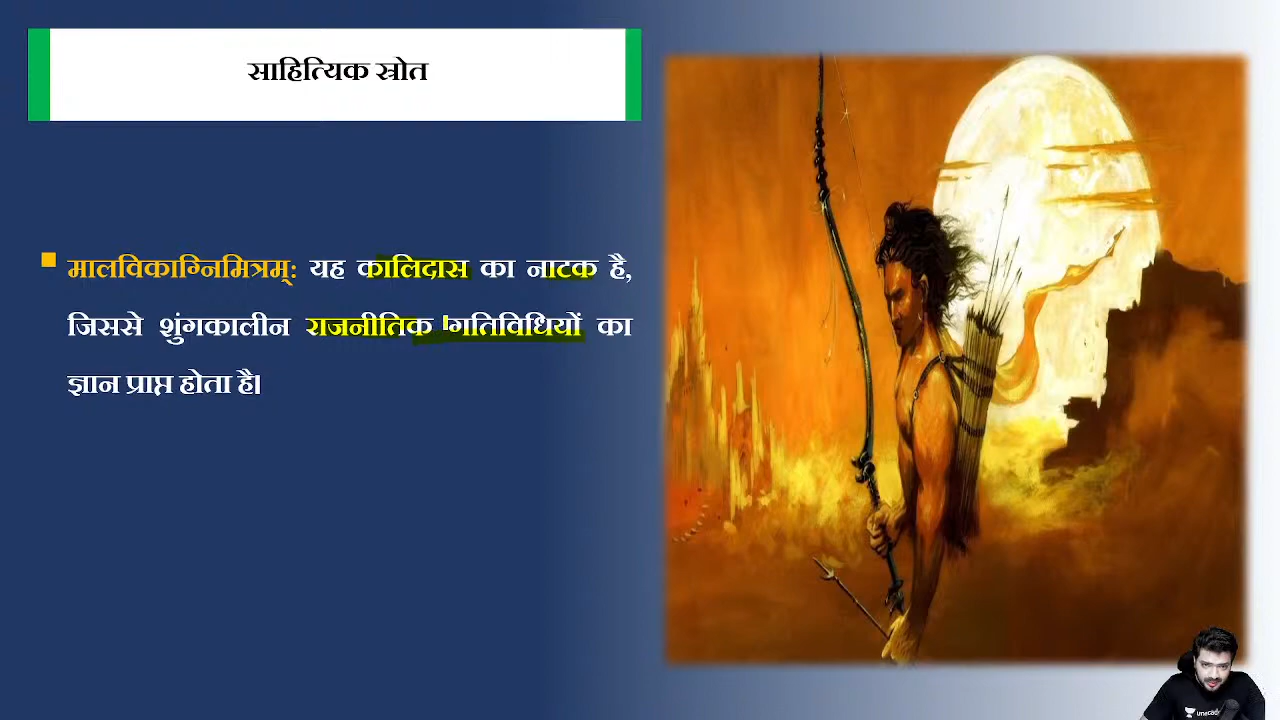 साहित्यिक स्रोत
मालविकाग्निमित्रम्: यह कालिदास का नाटक है,
जिससे शुंगकालीन राजनीतिक गतिविधियों का
ज्ञान प्राप्त होता है।